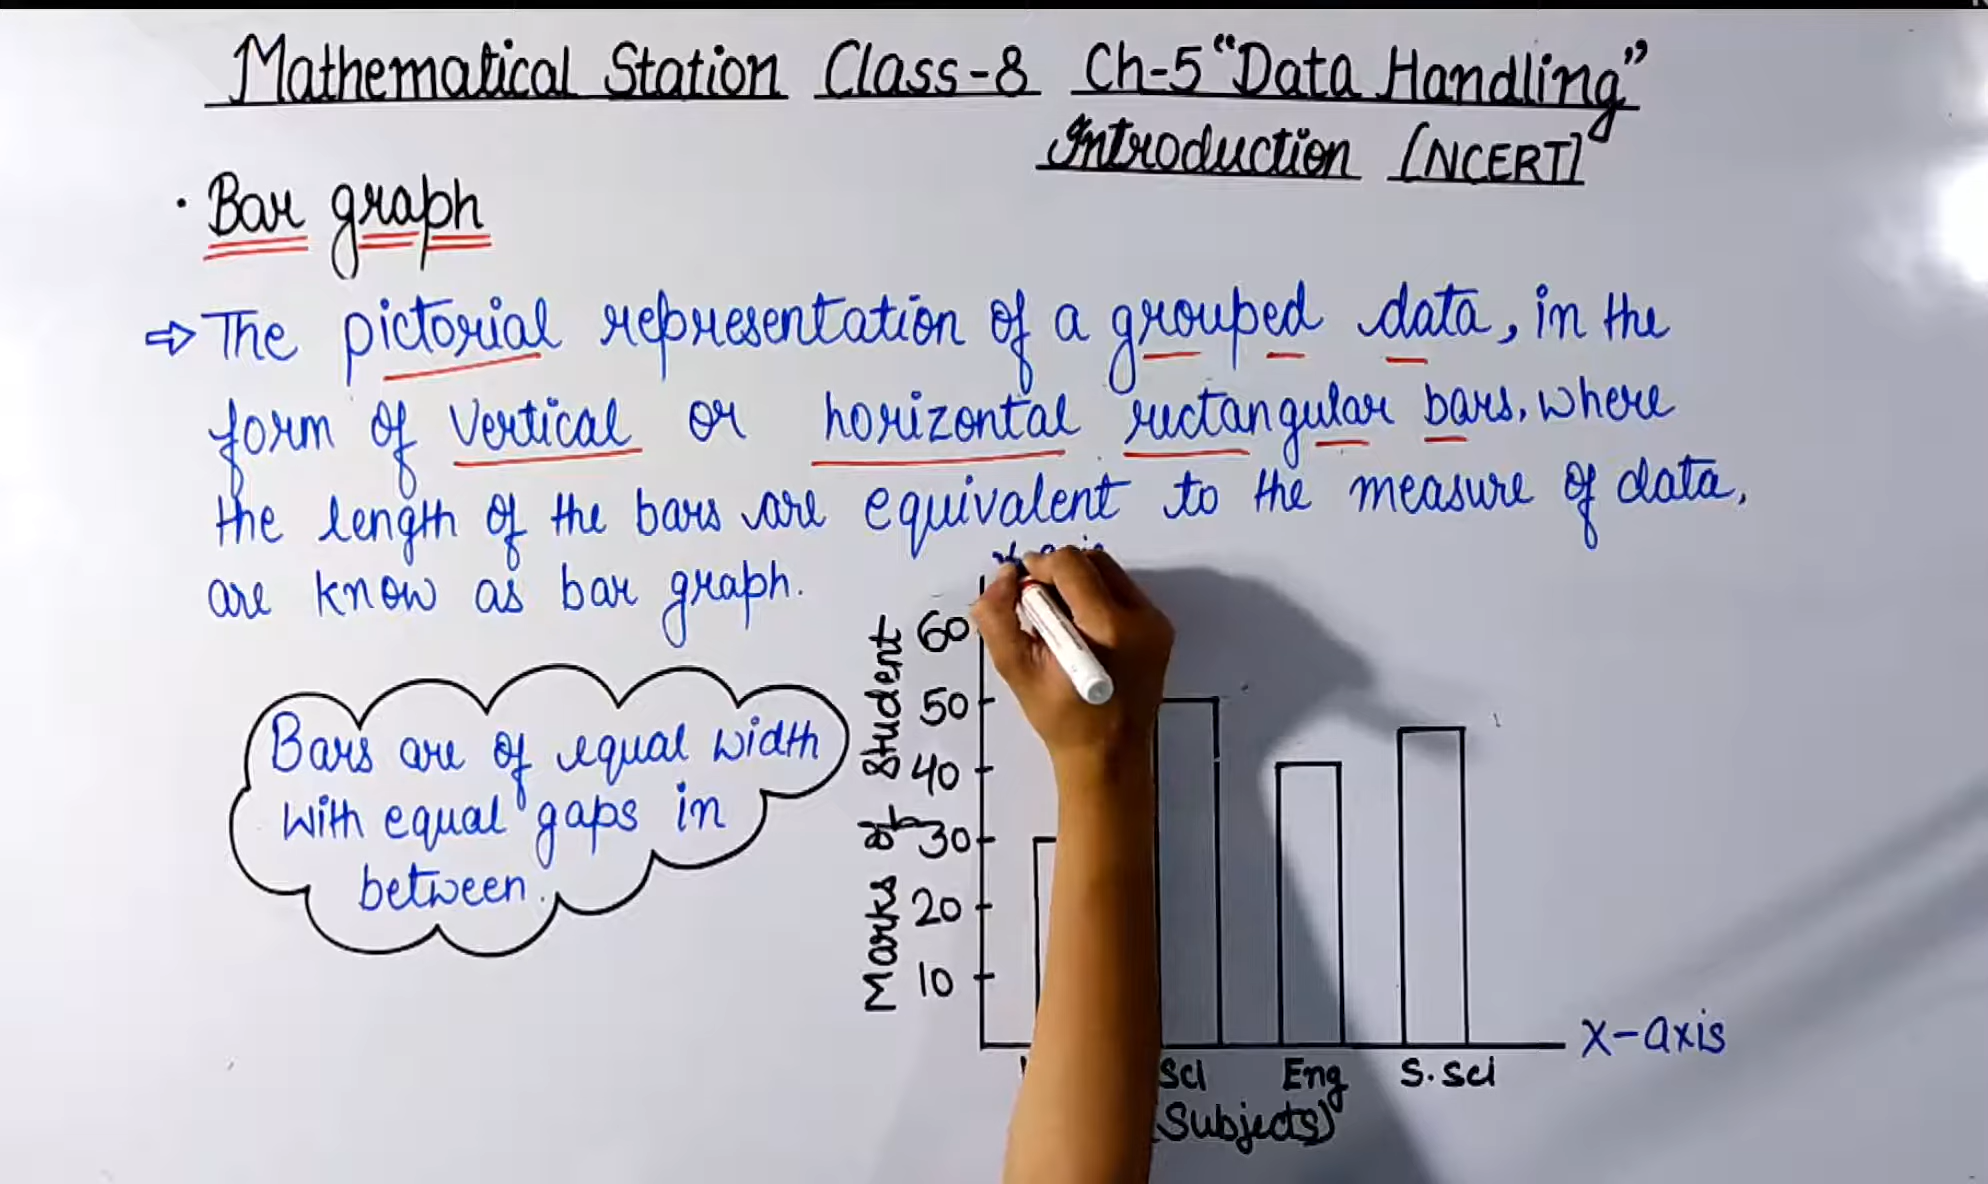 Mathematical Station Class-8 Ch-5 "Data Handling"
Introduction [NCERT]
· Bar graph
⇒ The pictorial representation of a grouped data, in the
form of vertical or horizontal rectangular bars, where
the length of the bars are equivalent to the measure of data,
are know as bar graph.
Bars are of equal width
with equal gaps in
between.
Marks of Student
60
50
40
30
20
10
x-axis
Sci Eng S.sci
(Subjects)